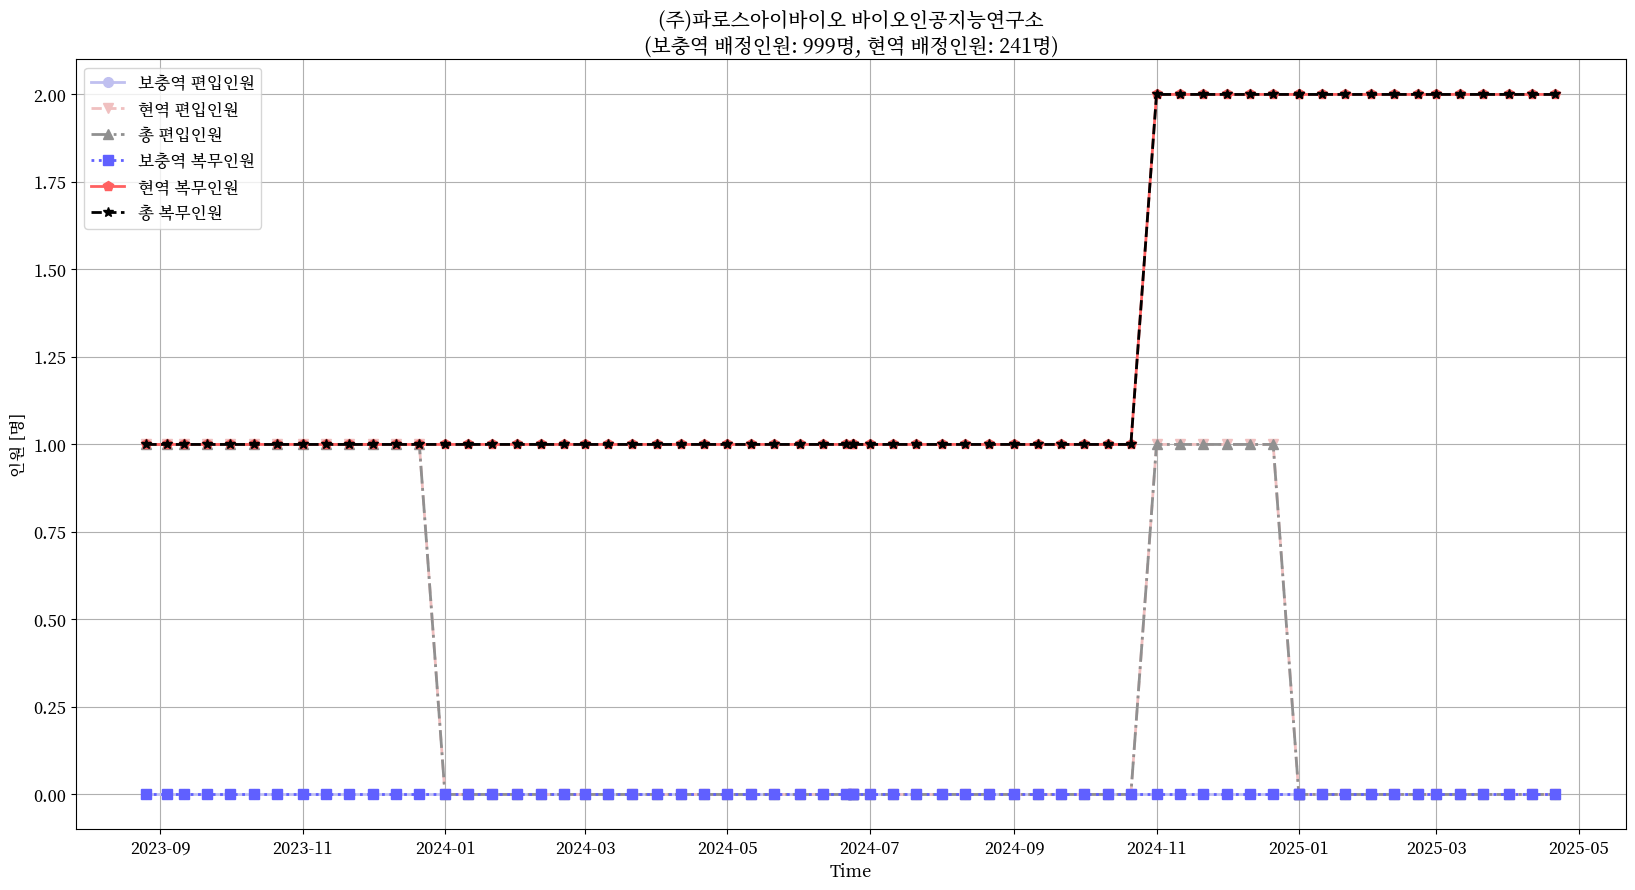 (주)파로스아이바이오 바이오인공지능연구소
(보충역 배정인원: 999명, 현역 배정인원: 241명)
보충역 편입인원
현역 편입인원
총 편입인원
보충역 복무인원
현역 복무인원
총 복무인원
2.00
1.75
1.50
1.25
1.00
0.75
0.50
0.25
0.00
인원 [명]
2023-09
2023-11
2024-01
2024-03
2024-05
2024-07
2024-09
2024-11
2025-01
2025-03
2025-05
Time